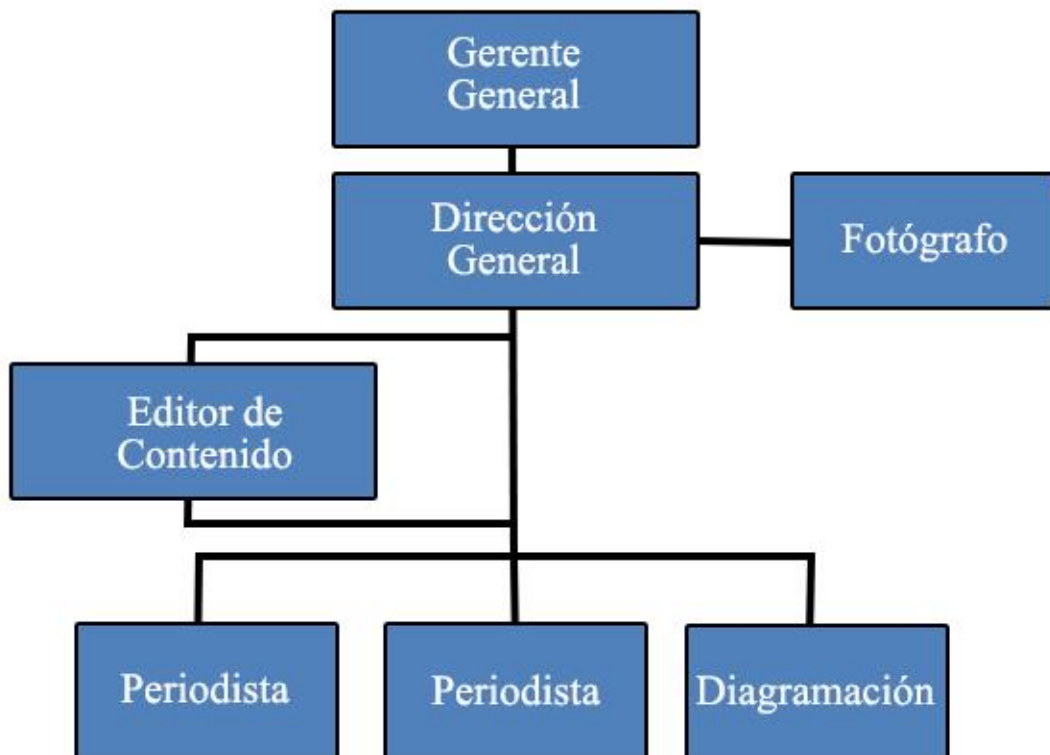 Gerente
General
Dirección
General
Fotógrafo
Editor de
Contenido
Periodista
Periodista
Diagramación